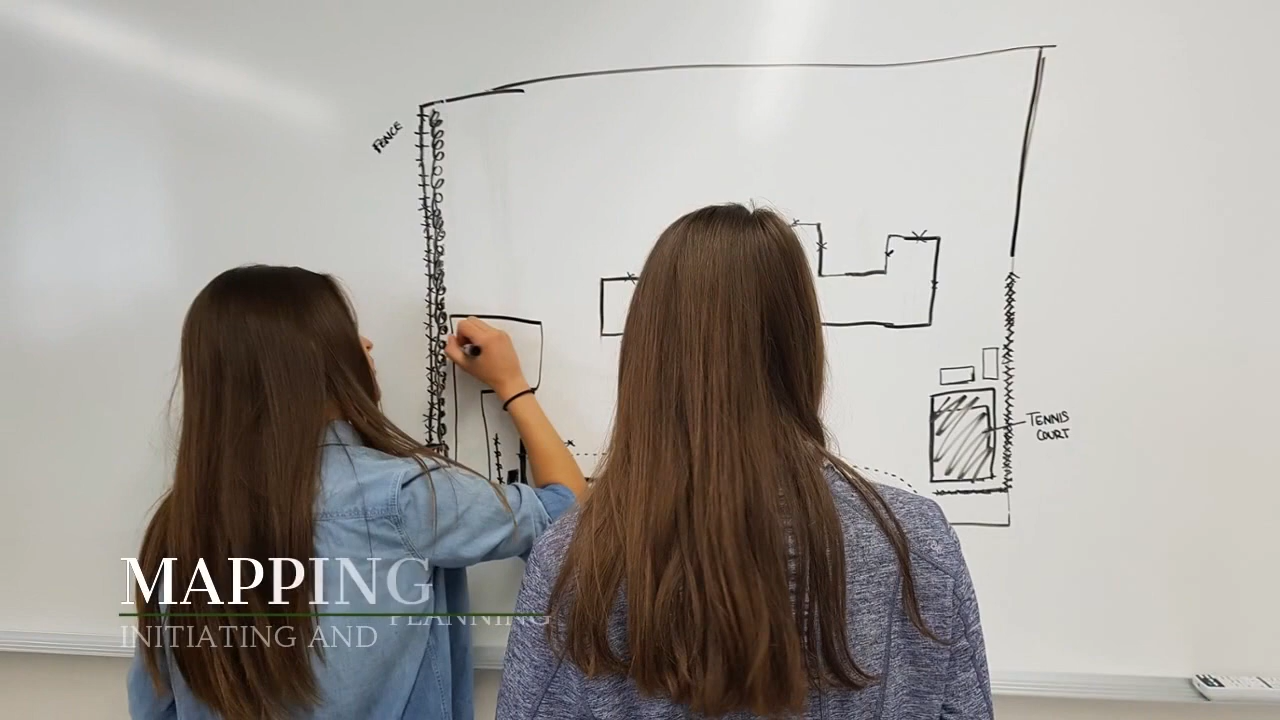 FENCE
TENNIS
COURT
MAPPING
INITIATING AND PLANNING